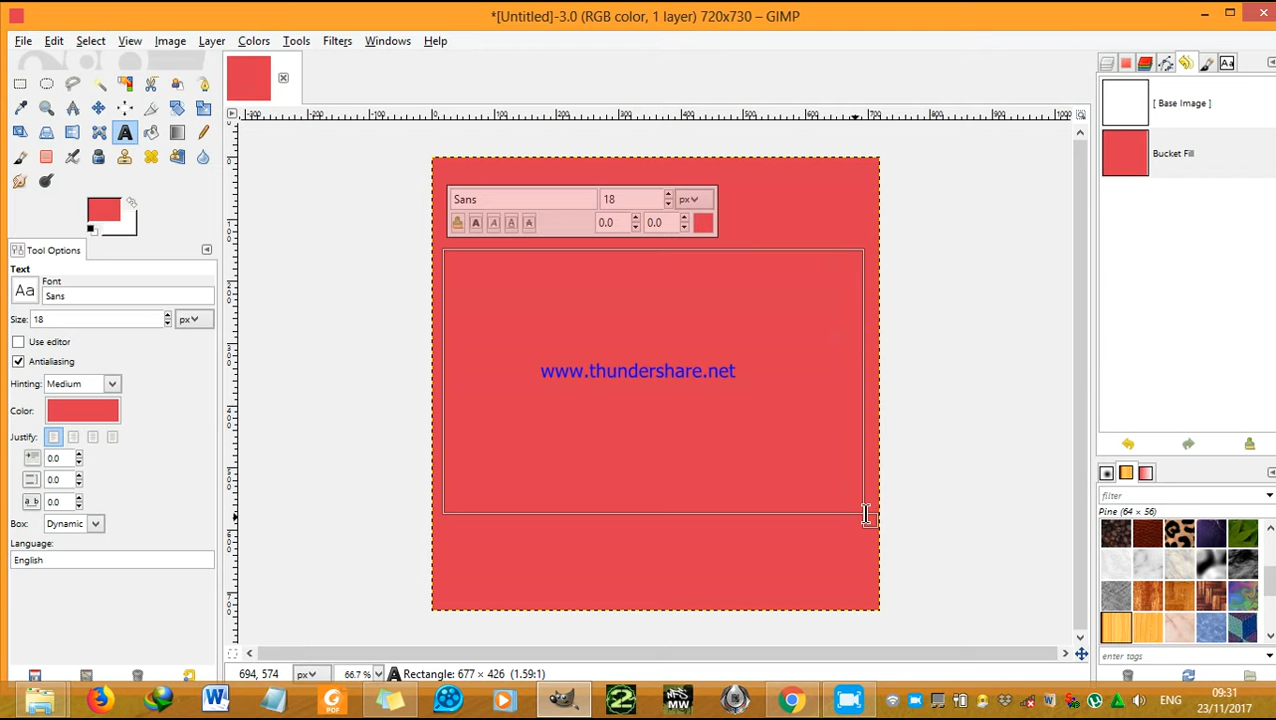 *[Untitled]-3.0 (RGB color, 1 layer) 720x730 – GIMP
File Edit Select View Image Layer Colors Tools Filters Windows Help
[ Base Image ]
Bucket Fill
Sans 18 px
0.0 0.0
www.thundershare.net
Tool Options
Text
Font
Aa Sans
Size: 18 px
Use editor
Antialiasing
Hinting: Medium
Color:
Justify:
0.0
0.0
0.0
Box: Dynamic
Language:
English
filter
Pine (64 × 56)
enter tags
694, 574 px 66.7 % Rectangle: 677 × 426 (1.59:1)
ENG
09:31
23/11/2017